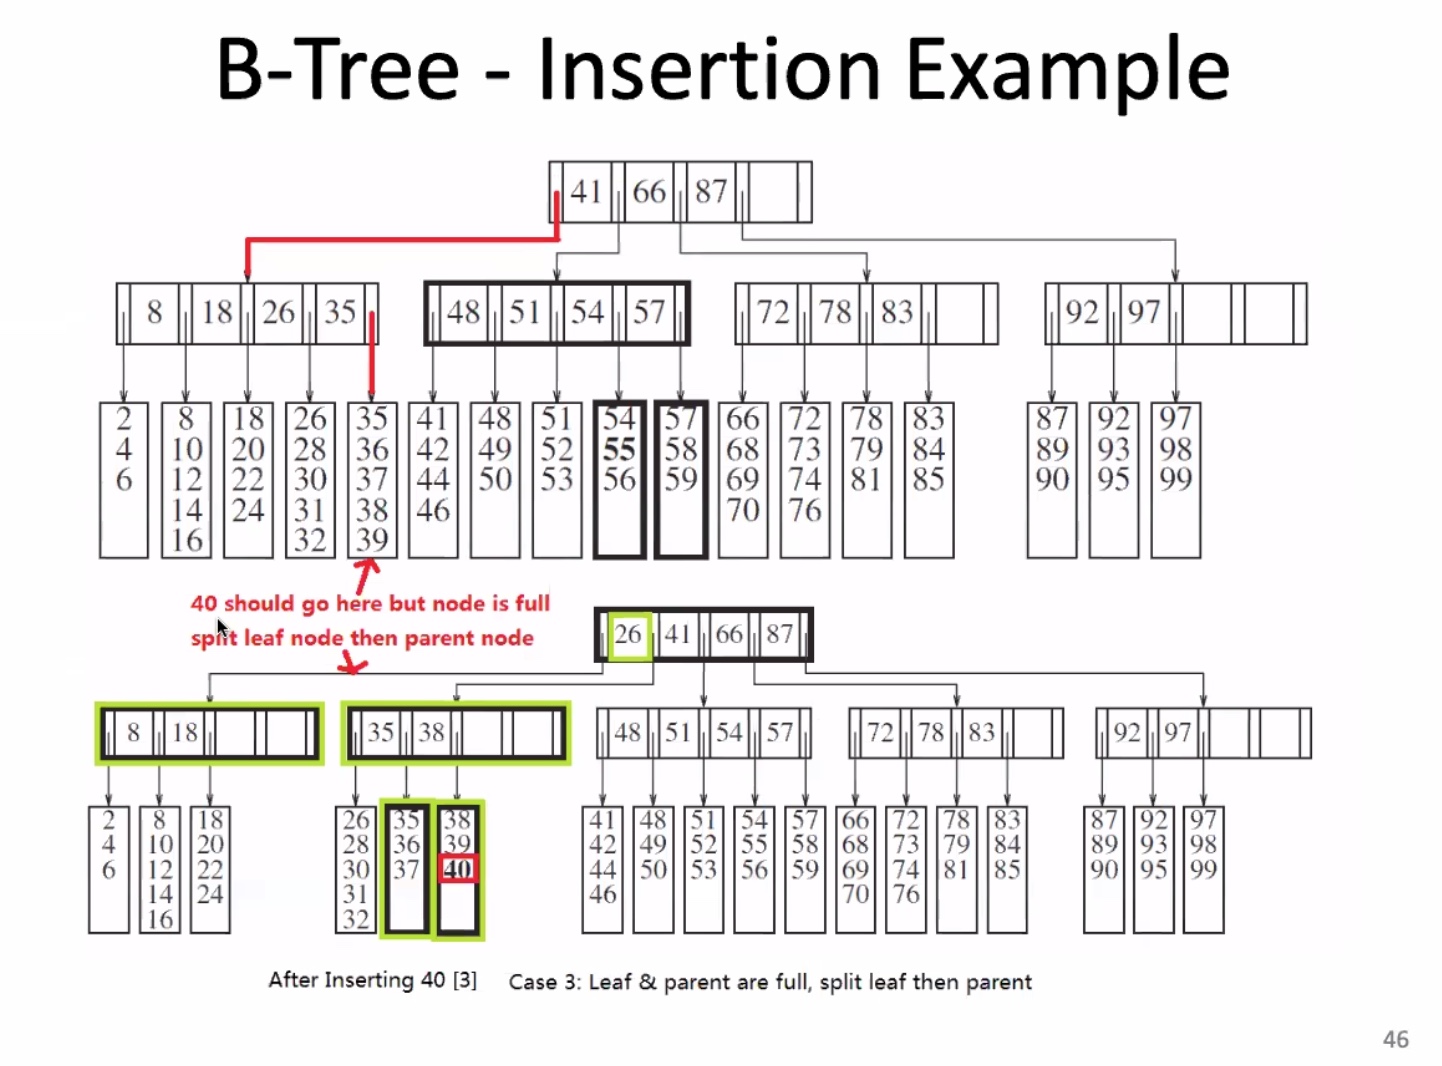 B-Tree - Insertion Example
41 66 87
8 18 26 35
48 51 54 57
72 78 83
92 97
2 8 18 26 35 41 48 51 54 57 66 72 78 83 87 92 97
4 10 20 28 36 42 49 52 55 58 68 73 79 84 89 93 98
6 12 22 30 37 44 50 53 56 59 69 74 81 85 90 95 99
14 24 31 38 46 70 76
16 32 39
40 should go here but node is full
split leaf node then parent node
26 41 66 87
8 18
35 38
48 51 54 57
72 78 83
92 97
2 8 18 26 35 38 41 48 51 54 57 66 72 78 83 87 92 97
4 10 20 28 36 39 42 49 52 55 58 68 73 79 84 89 93 98
6 12 22 30 37 40 44 50 53 56 59 69 74 81 85 90 95 99
14 24 31 46 70 76
16 32
After Inserting 40 [3]
Case 3: Leaf & parent are full, split leaf then parent
46